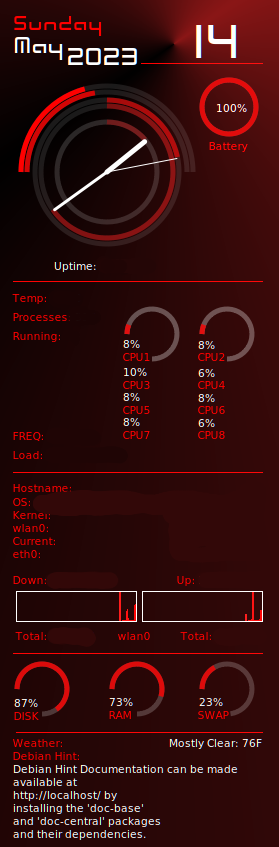 Sunday
May 2023 14
100%
Battery
Uptime:
Temp:
Processes
Running:
8% 8%
CPU1 CPU2
10% 6%
CPU3 CPU4
8% 8%
CPU5 CPU6
8% 6%
FREQ: CPU7 CPU8
Load:
Hostname:
OS:
Kernel:
wlan0:
Current;
eth0:
Down: Up:
Total: wlan0 Total:
87% 73% 23%
DISK RAM SWAP
Weather: Mostly Clear: 76F
Debian Hint:
Debian Hint Documentation can be made
available at
http://localhost/ by
installing the 'doc-base'
and 'doc-central' packages
and their dependencies.